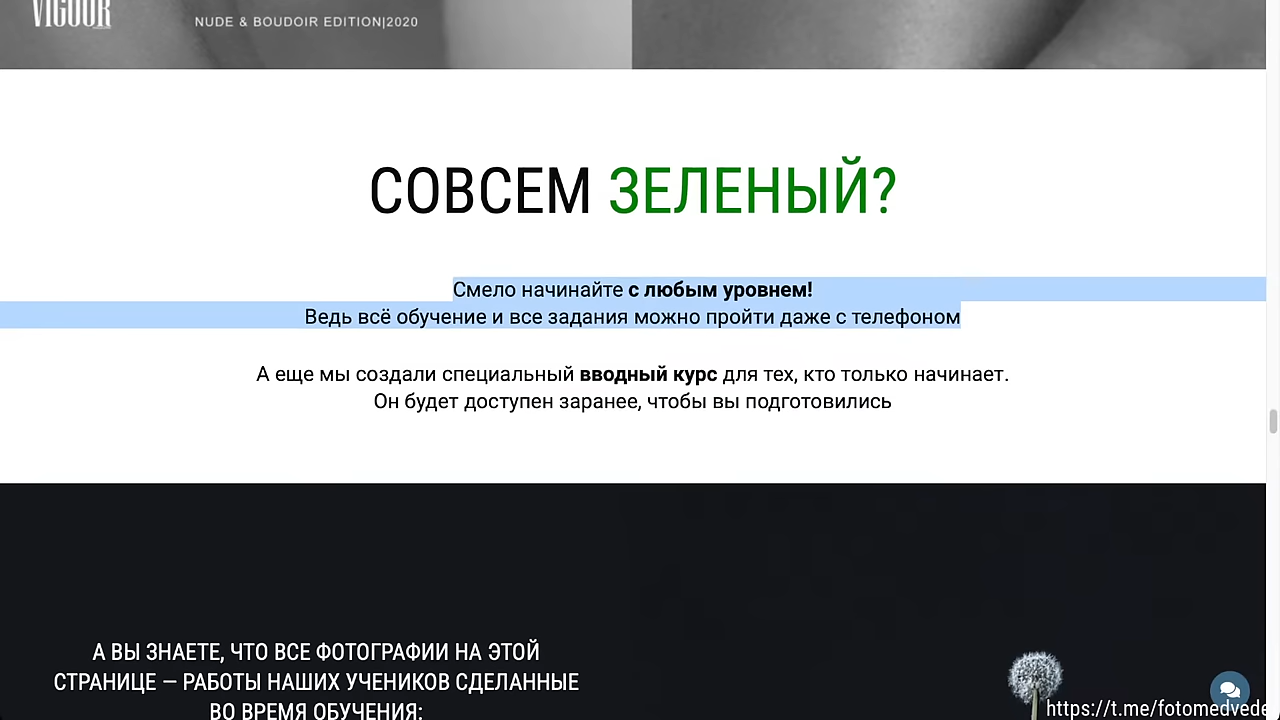 VIGOUR
NUDE & BOUDOIR EDITION|2020
СОВСЕМ ЗЕЛЕНЫЙ?
Смело начинайте с любым уровнем!
Ведь всё обучение и все задания можно пройти даже с телефоном
А еще мы создали специальный вводный курс для тех, кто только начинает.
Он будет доступен заранее, чтобы вы подготовились
А ВЫ ЗНАЕТЕ, ЧТО ВСЕ ФОТОГРАФИИ НА ЭТОЙ
СТРАНИЦЕ — РАБОТЫ НАШИХ УЧЕНИКОВ СДЕЛАННЫЕ
ВО ВРЕМЯ ОБУЧЕНИЯ:
https://t.me/fotomedvede